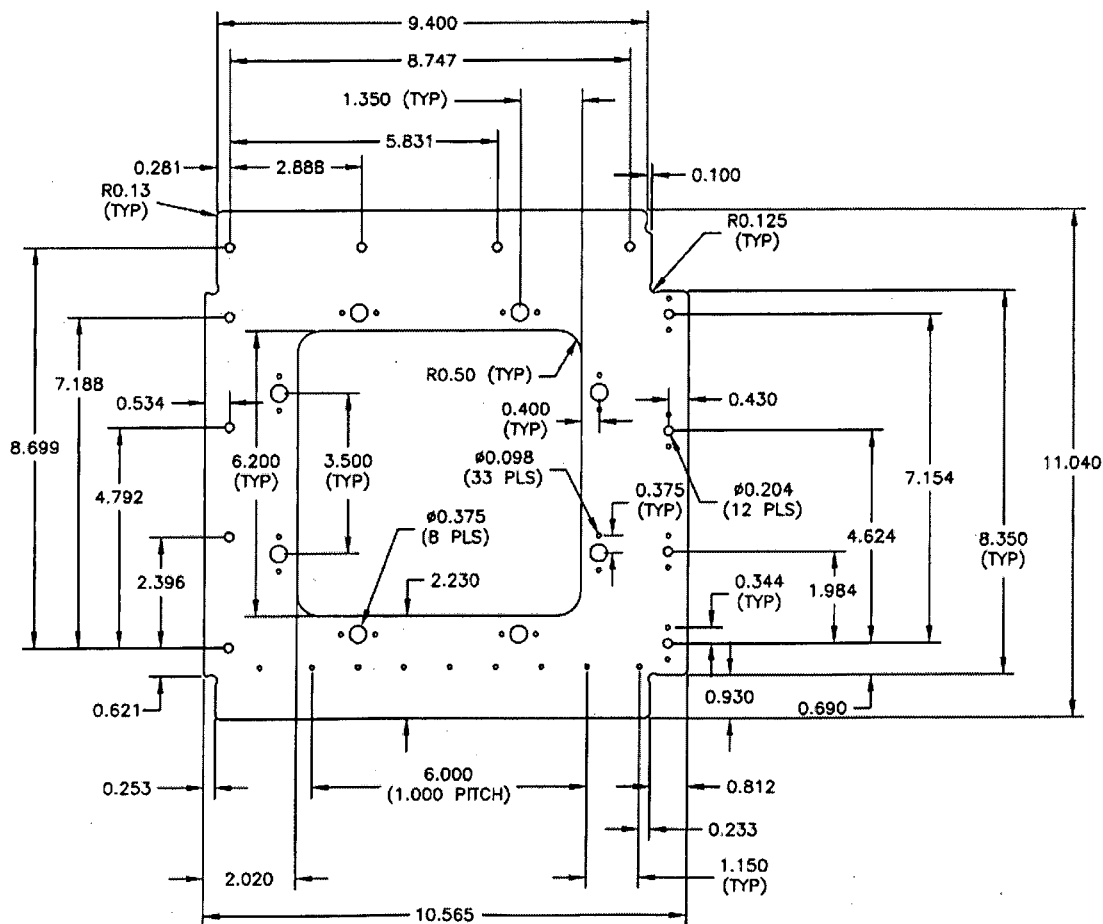 9.400
8.747
1.350 (TYP)
5.831
0.281
2.888
0.100
R0.13
(TYP)
R0.125
(TYP)
7.188
R0.50 (TYP)
0.534
0.400
(TYP)
0.430
8.699
6.200
(TYP)
3.500
(TYP)
ø0.098
(33 PLS)
11.040
4.792
0.375
(TYP)
ø0.204
(12 PLS)
7.154
ø0.375
(8 PLS)
4.624
8.350
(TYP)
2.396
2.230
0.344
(TYP)
1.984
0.621
0.930
0.690
0.253
6.000
(1.000 PITCH)
0.812
0.233
2.020
1.150
(TYP)
10.565